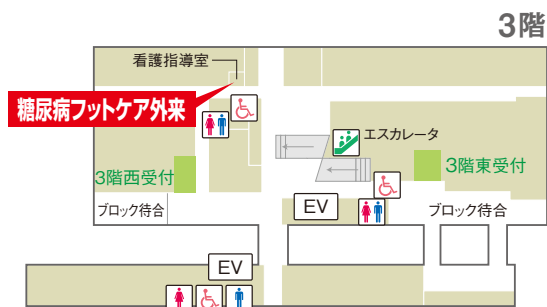 3階
看護指導室
糖尿病フットケア外来
エスカレータ
3階西受付
3階東受付
ブロック待合
EV
ブロック待合
EV